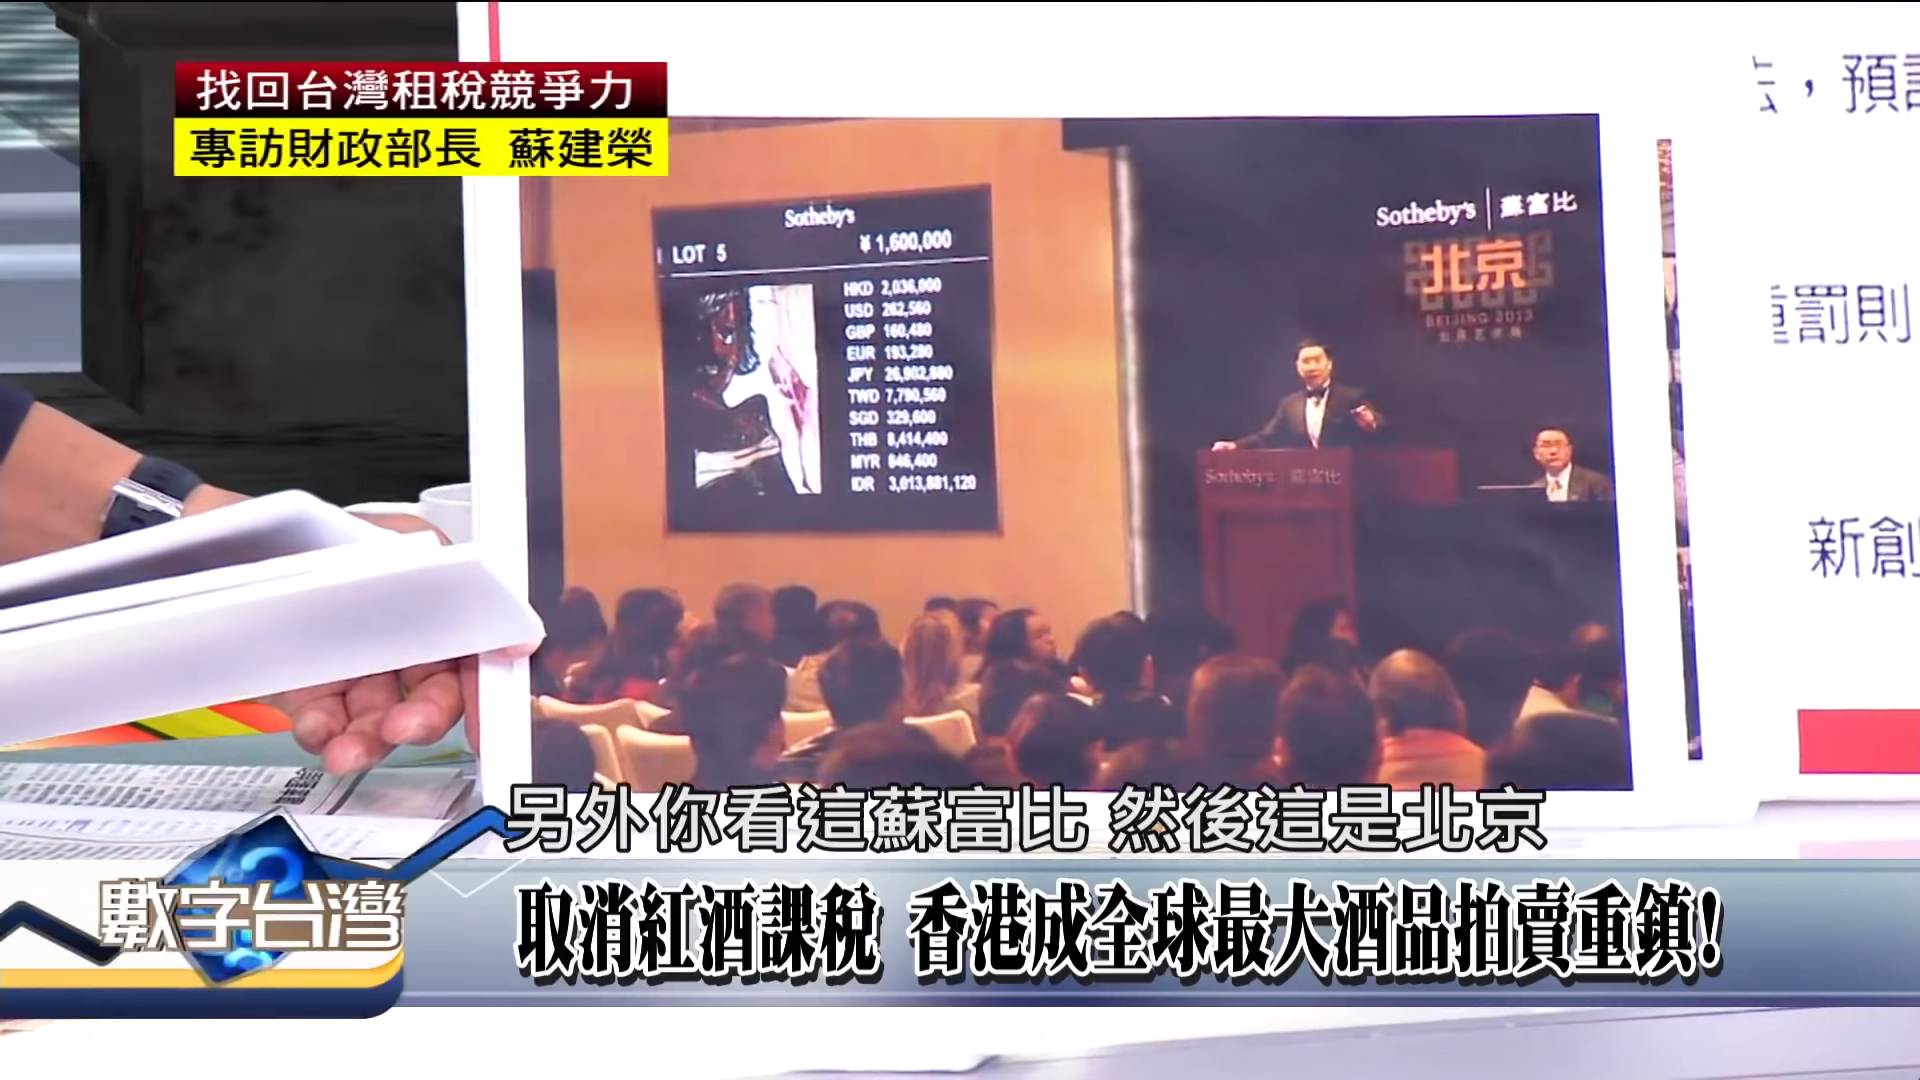 找回台灣租稅競爭力
專訪財政部長 蘇建榮
，預
罰則
新創
Sotheby's
LOT 5
¥ 1,600,000
HKD 2,036,000
USD 262,560
GBP 160,480
EUR 193,280
JPY 26,902,880
TWD 7,790,560
SGD 329,600
THB 8,414,400
MYR 846,400
IDR 3,013,881,120
Sotheby's 蘇富比
北京
BEIJING 2013
Sotheby's 蘇富比
另外你看這蘇富比 然後這是北京
數字台灣
取消紅酒課稅 香港成全球最大酒品拍賣重鎮!